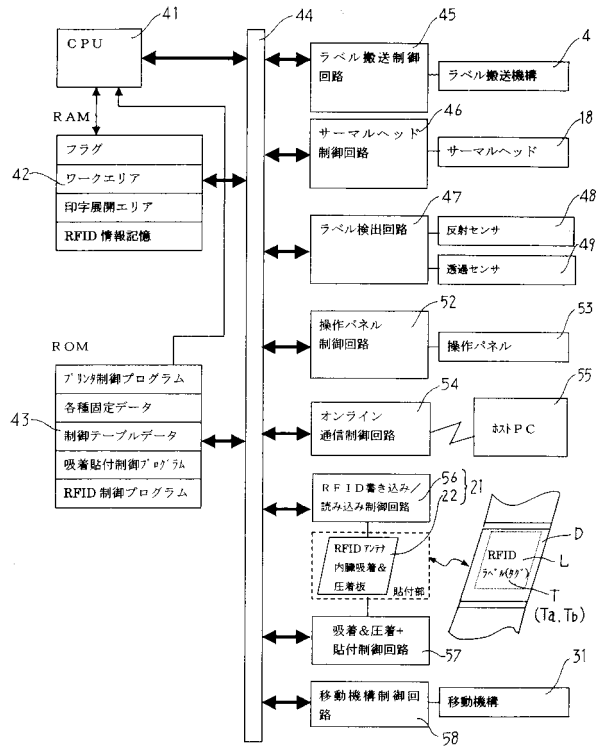 41
CPU
RAM
フラグ
42
ワークエリア
印字展開エリア
RFID 情報記憶
ROM
プリンタ制御プログラム
各種固定データ
43
制御テーブルデータ
吸着貼付制御プログラム
RFID 制御プログラム
44
45
ラベル搬送制御
回路
4
ラベル搬送機構
46
サーマルヘッド
制御回路
18
サーマルヘッド
47
ラベル検出回路
48
反射センサ
49
透過センサ
52
操作パネル
制御回路
53
操作パネル
54
オンライン
通信制御回路
55
ホストPC
RFID書き込み/
読み込み制御回路
56
22
21
RFID アンテナ
内臓吸着&
圧着板
貼付部
RFID
ラベル(タグ)
D
L
T
(Ta,Tb)
吸着&圧着+
貼付制御回路
57
移動機構制御回
路
58
31
移動機構